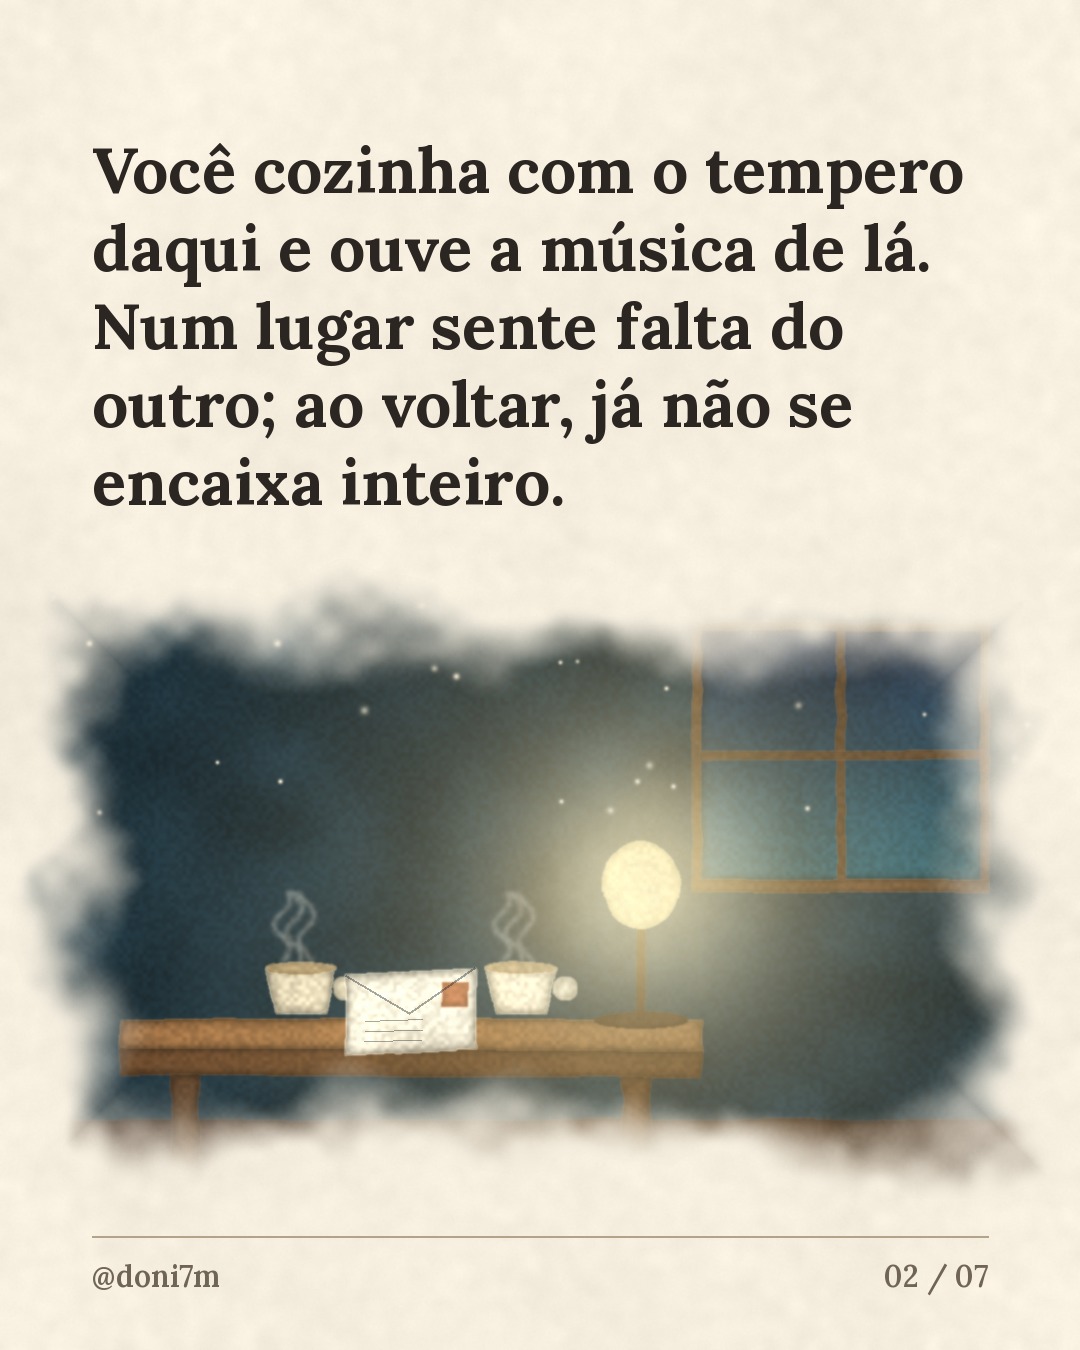 Você cozinha com o tempero
daqui e ouve a música de lá.
Num lugar sente falta do
outro; ao voltar, já não se
encaixa inteiro.
@doni7m
02 / 07